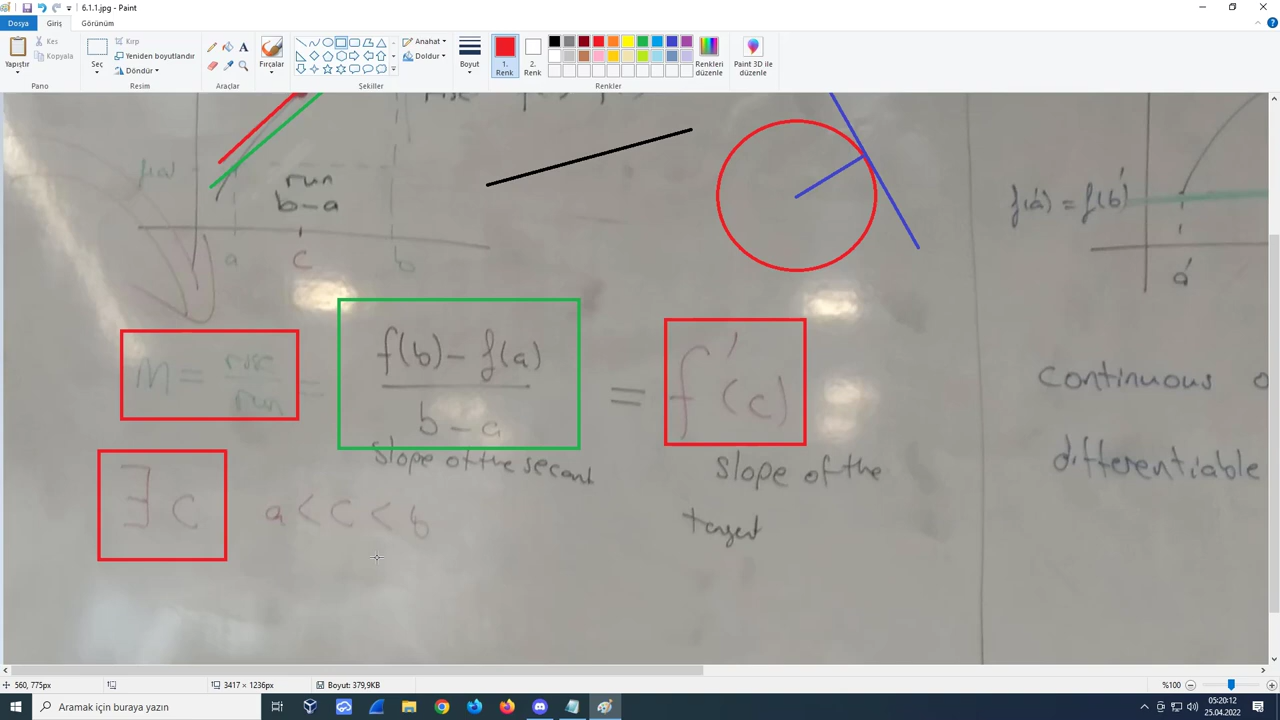 6.1.1.jpg - Paint
Dosya Giriş Görünüm
Yapıştır
Kes
Kopyala
Pano
Seç
Kırp
Yeniden boyutlandır
Döndür
Resim
Araçlar
Fırçalar
Anahat
Doldur
Şekiller
Boyut
1. Renk
2. Renk
Renkleri düzenle
Renkler
Paint 3D ile düzenle
run
b-a
a c b
M = rise/run = f(b)-f(a)/b-a = f'(c)
slope of the secant
slope of the
∃ c a < c < b
f(a') = f(b')
a'
continuous
differentiable
560, 775px
3417 × 1236px
Boyut: 379,9KB
%100
Aramak için buraya yazın
05:20:12
25.04.2022